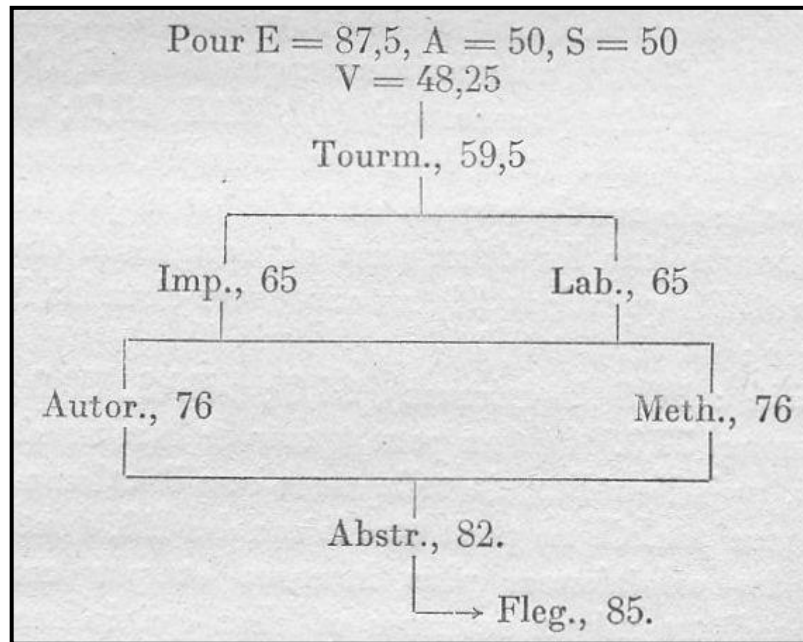 Pour E = 87,5, A = 50, S = 50
V = 48,25
Tourm., 59,5
Imp., 65
Lab., 65
Autor., 76
Meth., 76
Abstr., 82.
Fleg., 85.